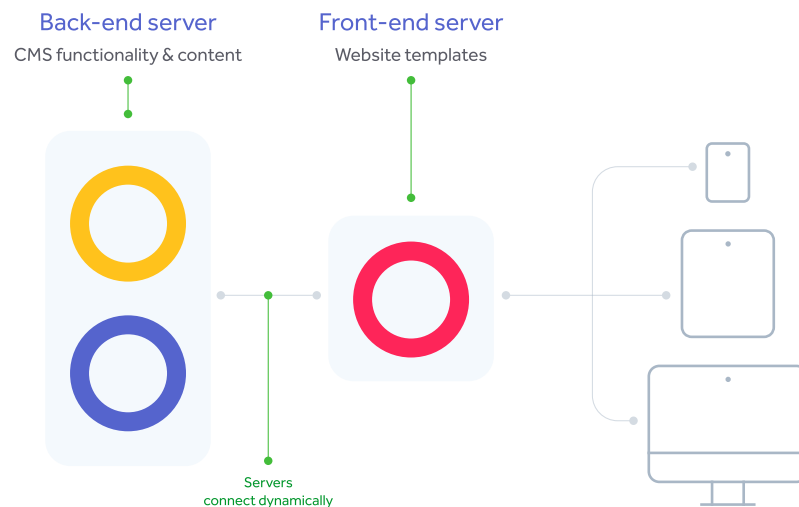 Back-end server
CMS functionality & content
Front-end server
Website templates
Servers
connect dynamically